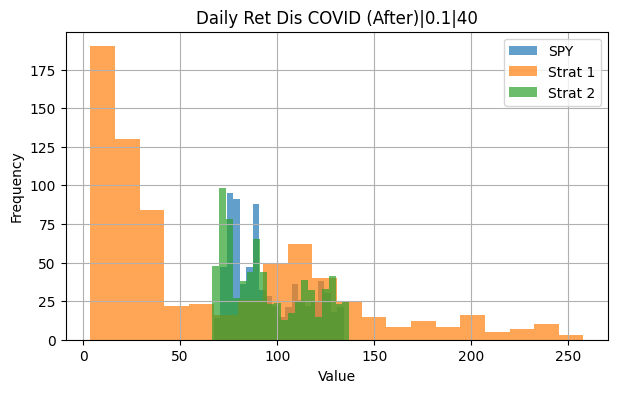 Daily Ret Dis COVID (After)|0.1|40
SPY
Strat 1
Strat 2
Frequency
175
150
125
100
75
50
25
0
0
50
100
150
200
250
Value